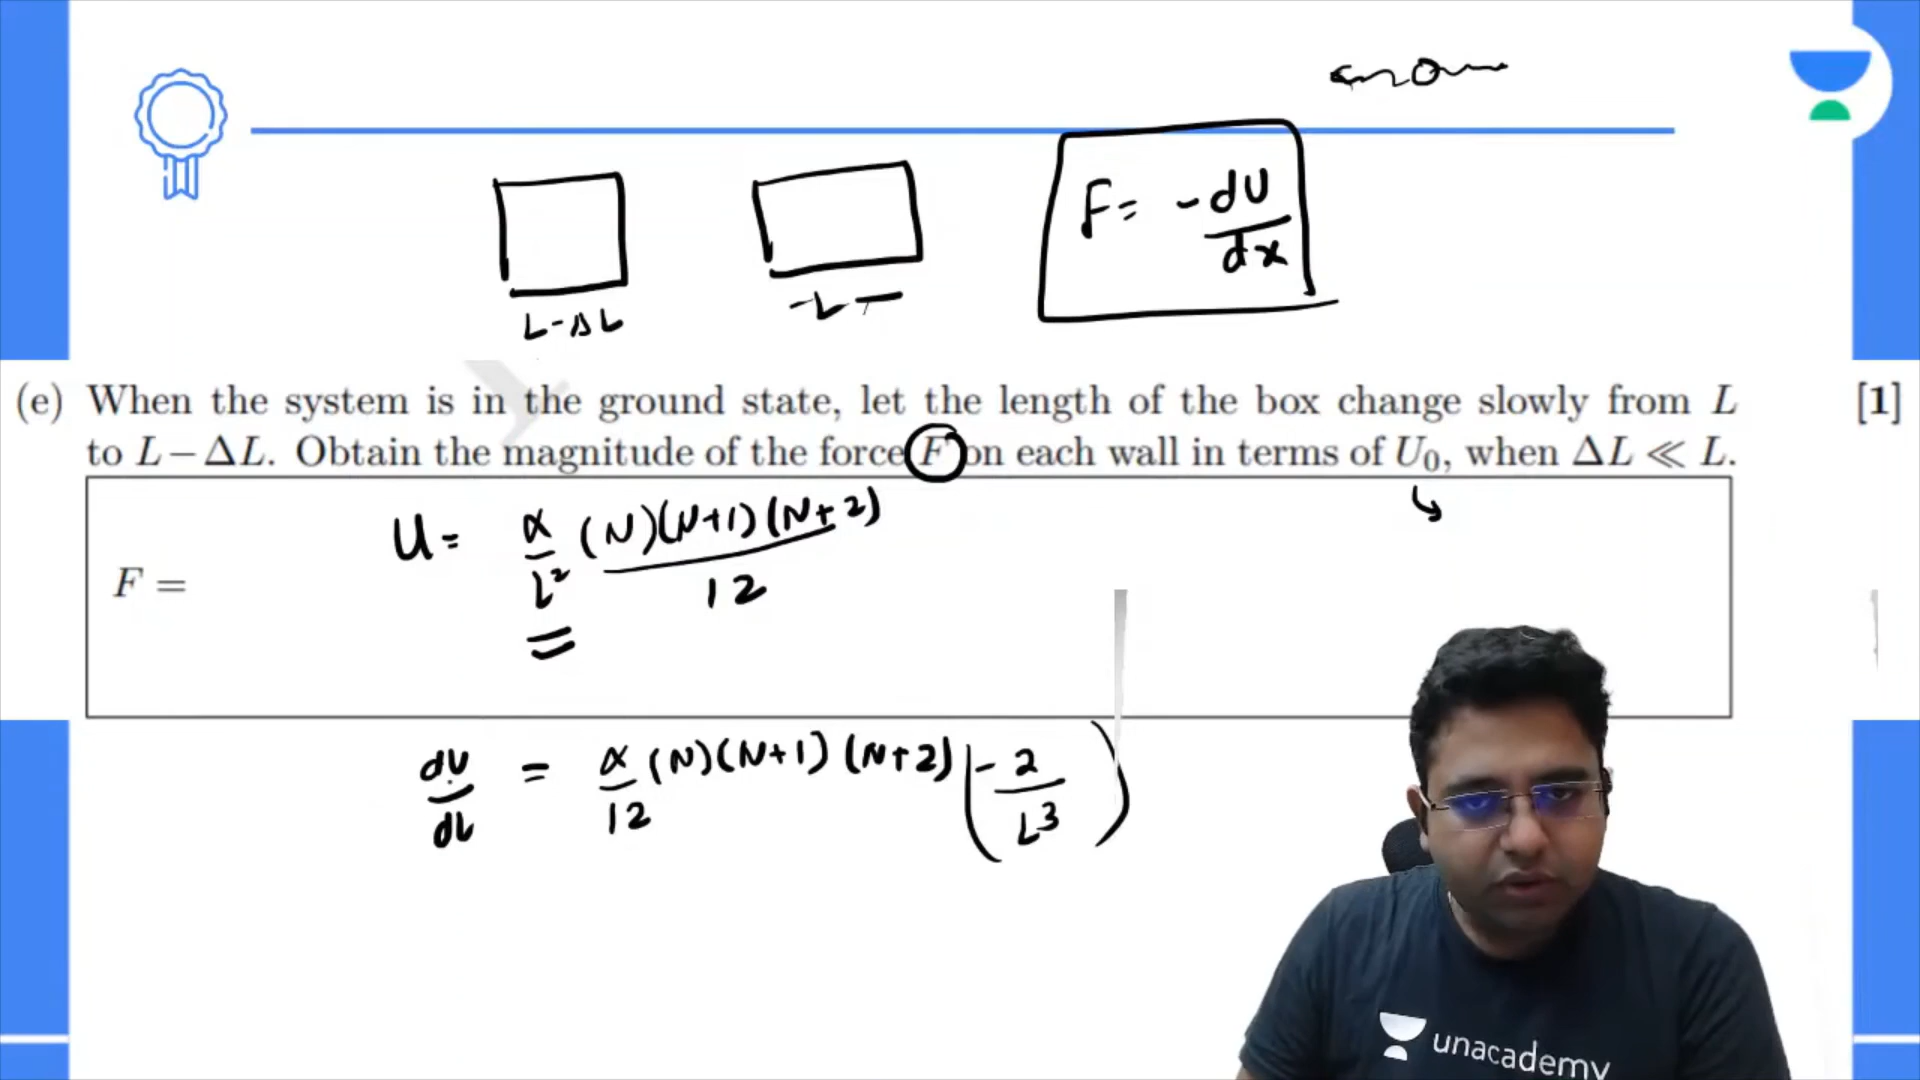 F = -dU/dx
L-ΔL
-L-
(e) When the system is in the ground state, let the length of the box change slowly from L [1]
to L−ΔL. Obtain the magnitude of the force F on each wall in terms of U₀, when ΔL ≪ L.
U = α/L² (N)(N+1)(N+2)/12
F =
dU/dL = α/12 (N)(N+1)(N+2) (-2/L³)
unacademy